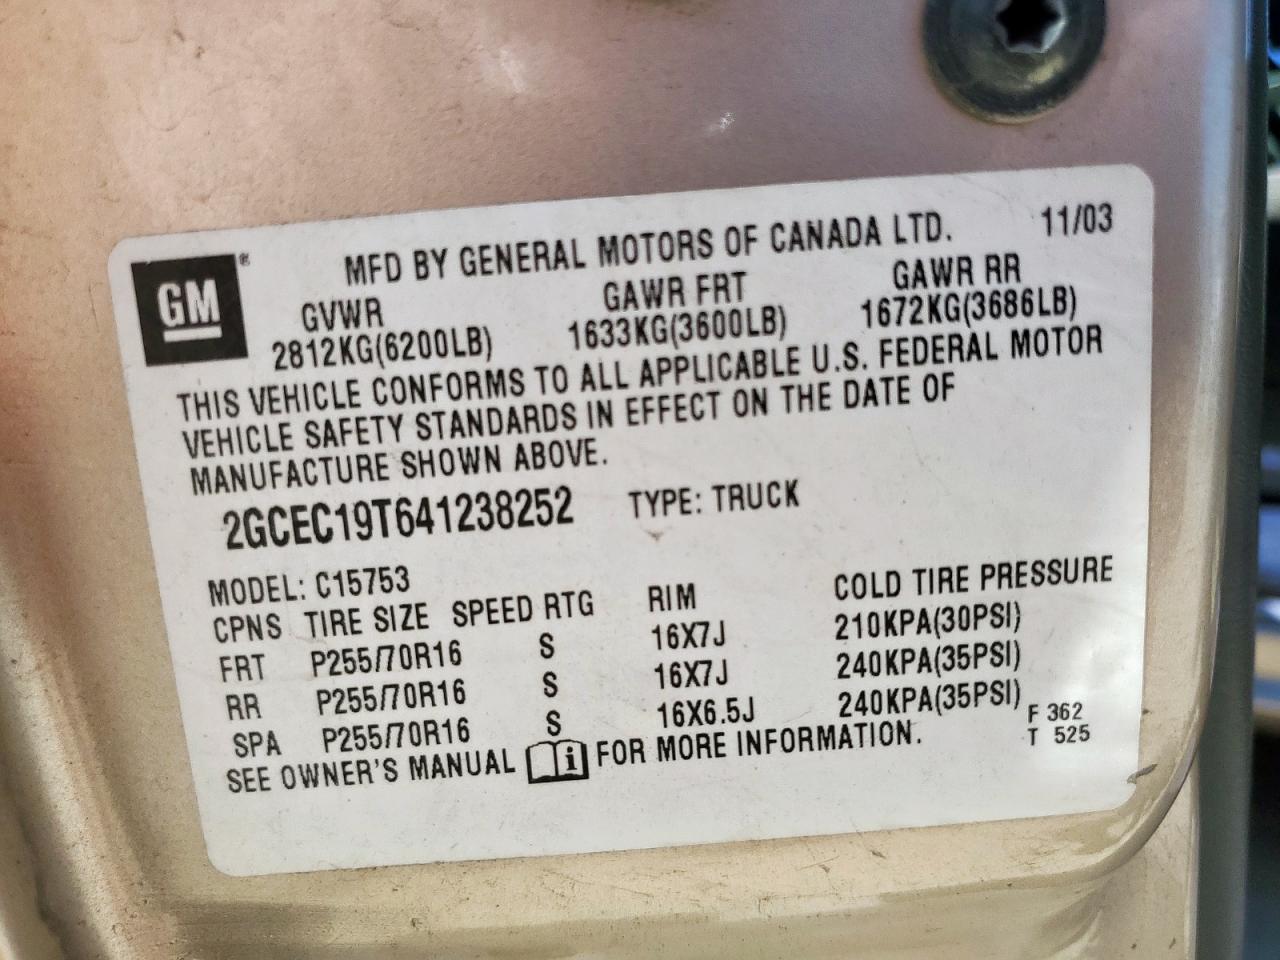 GM®
MFD BY GENERAL MOTORS OF CANADA LTD. 11/03
GVWR GAWR FRT GAWR RR
2812KG(6200LB) 1633KG(3600LB) 1672KG(3686LB)
THIS VEHICLE CONFORMS TO ALL APPLICABLE U.S. FEDERAL MOTOR
VEHICLE SAFETY STANDARDS IN EFFECT ON THE DATE OF
MANUFACTURE SHOWN ABOVE.
2GCEC19T641238252 TYPE: TRUCK
MODEL: C15753
CPNS TIRE SIZE SPEED RTG RIM COLD TIRE PRESSURE
FRT P255/70R16 S 16X7J 210KPA(30PSI)
RR P255/70R16 S 16X7J 240KPA(35PSI)
SPA P255/70R16 S 16X6.5J 240KPA(35PSI)
SEE OWNER'S MANUAL i FOR MORE INFORMATION.
F 362
T 525